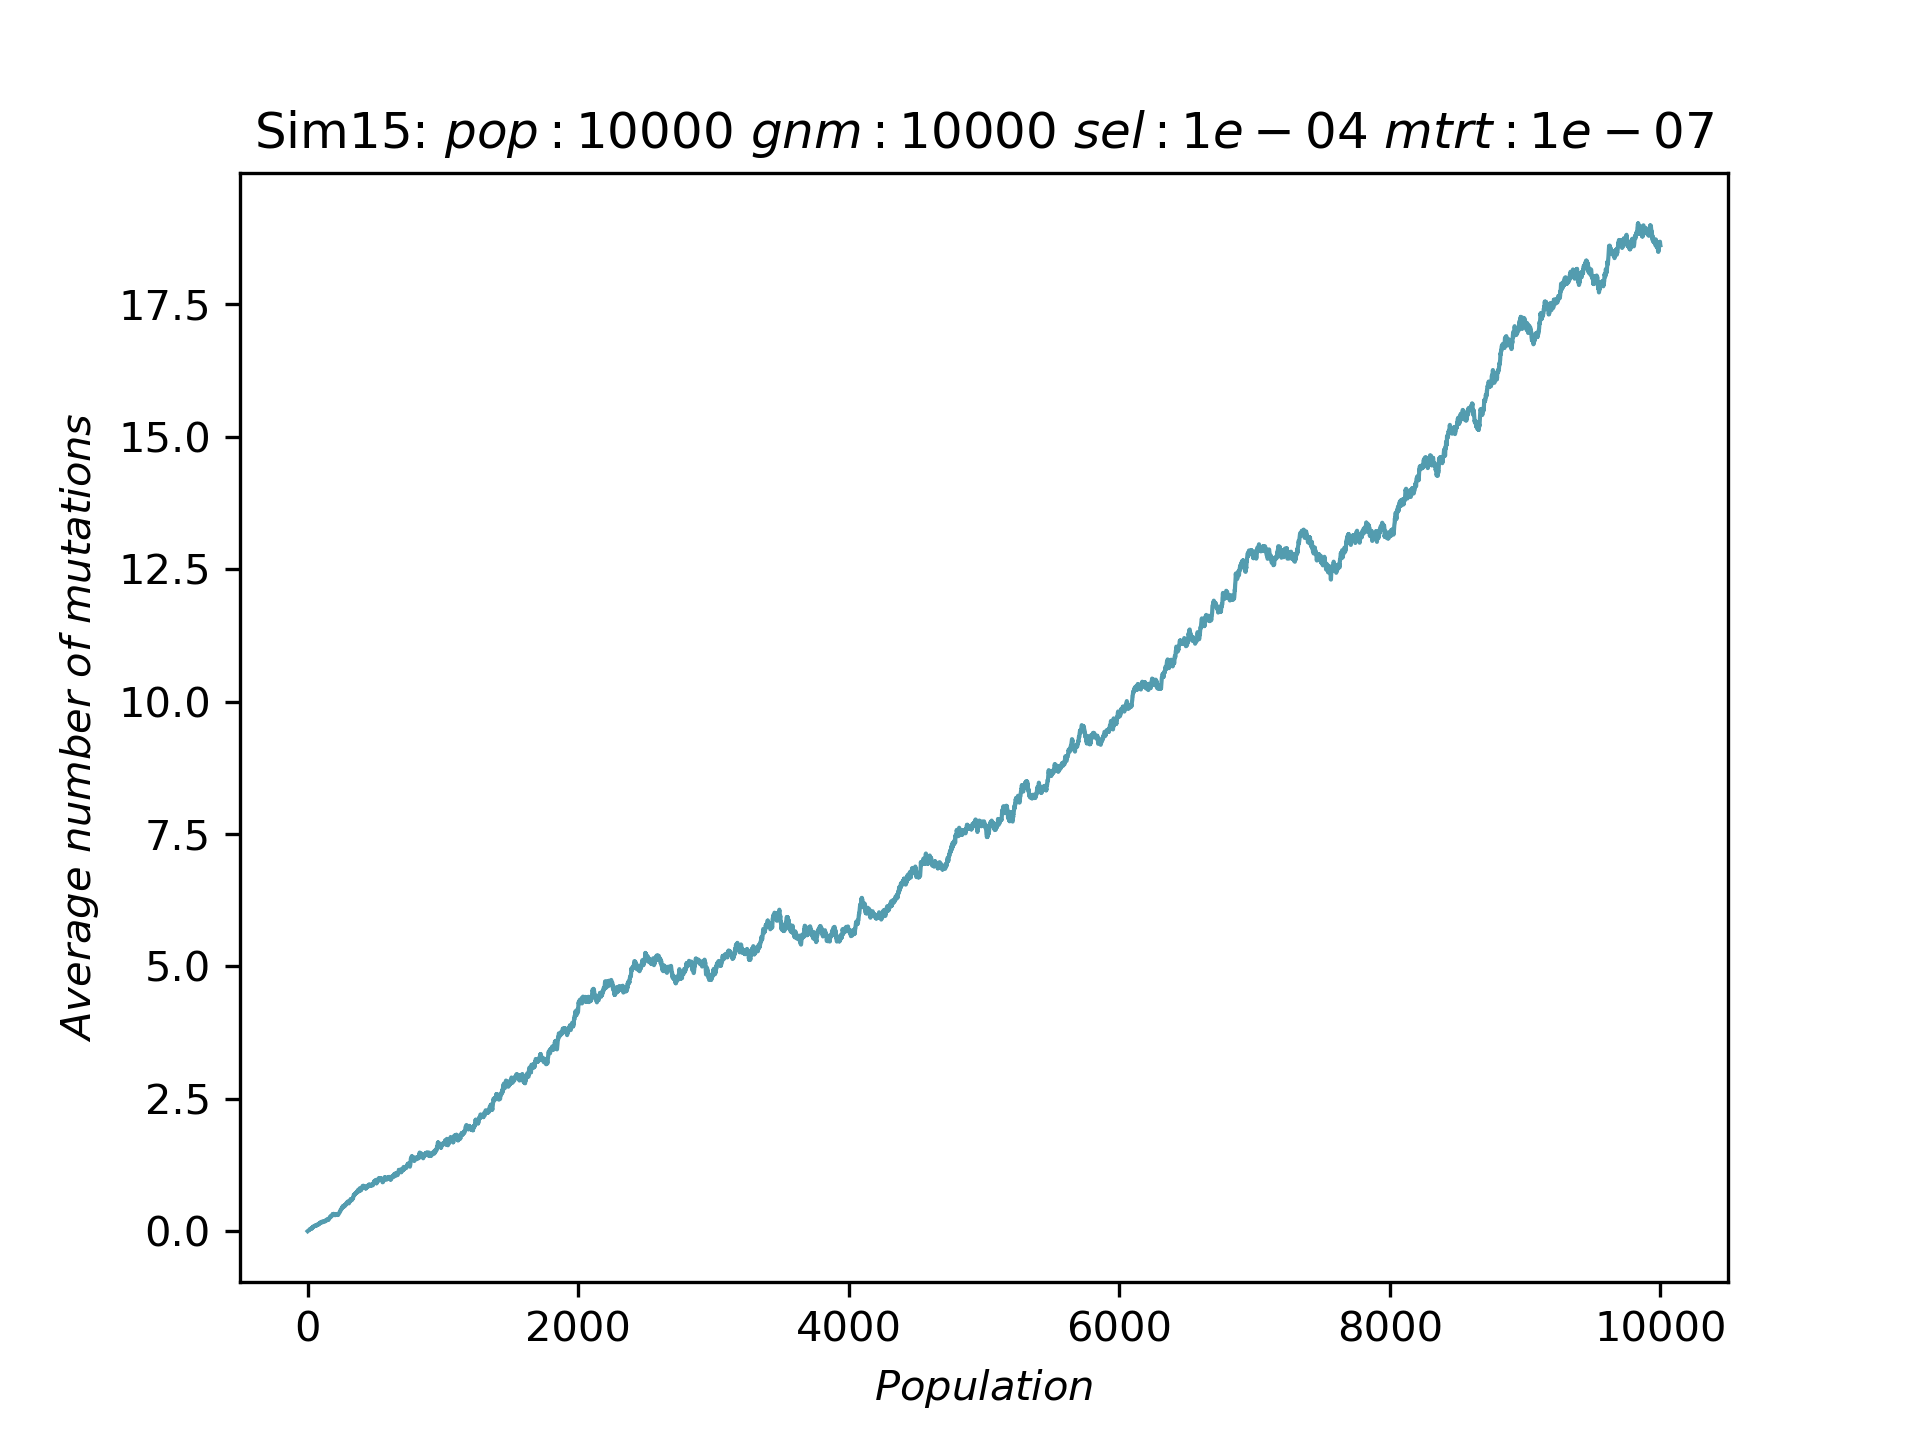 Sim15: pop : 10000 gnm : 10000 sel : 1e − 04 mtrt : 1e − 07
Average number of mutations
17.5
15.0
12.5
10.0
7.5
5.0
2.5
0.0
0 2000 4000 6000 8000 10000
Population